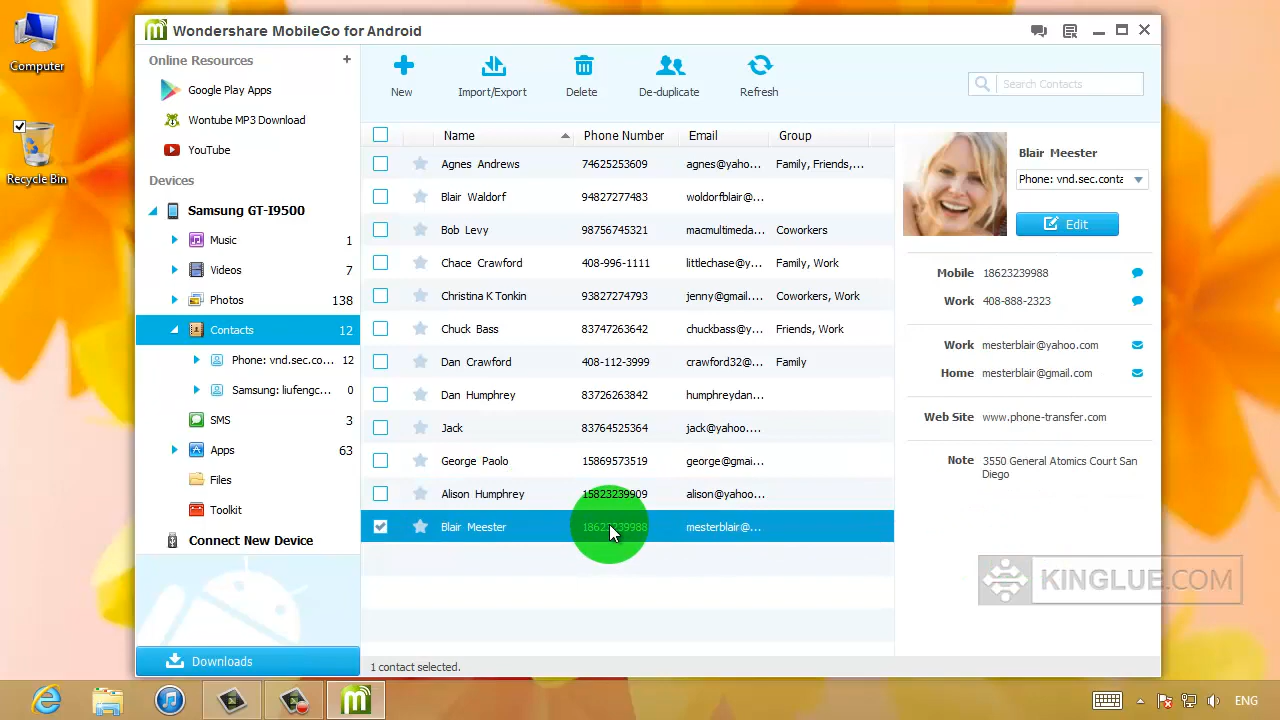 Wondershare MobileGo for Android
Computer
Recycle Bin
Online Resources +
Google Play Apps
Wontube MP3 Download
YouTube
Devices
Samsung GT-I9500
Music 1
Videos 7
Photos 138
Contacts 12
Phone: vnd.sec.co... 12
Samsung: liufengc... 0
SMS 3
Apps 63
Files
Toolkit
Connect New Device
Downloads
New Import/Export Delete De-duplicate Refresh
Search Contacts
Name Phone Number Email Group
Agnes Andrews 74625253609 agnes@yaho... Family, Friends,...
Blair Waldorf 94827277483 woldorfblair@...
Bob Levy 98756745321 macmultimeda... Coworkers
Chace Crawford 408-996-1111 littlechase@y... Family, Work
Christina K Tonkin 93827274793 jenny@gmail.... Coworkers, Work
Chuck Bass 83747263642 chuckbass@y... Friends, Work
Dan Crawford 408-112-3999 crawford32@... Family
Dan Humphrey 83726263842 humphreydan...
Jack 83764525364 jack@yahoo....
George Paolo 15869573519 george@gmai...
Alison Humphrey 15823239909 alison@yahoo...
Blair Meester 18623239988 mesterblair@...
1 contact selected.
Blair Meester
Phone: vnd.sec.conta
Edit
Mobile 18623239988
Work 408-888-2323
Work mesterblair@yahoo.com
Home mesterblair@gmail.com
Web Site www.phone-transfer.com
Note 3550 General Atomics Court San
Diego
KINGLUE.COM
ENG